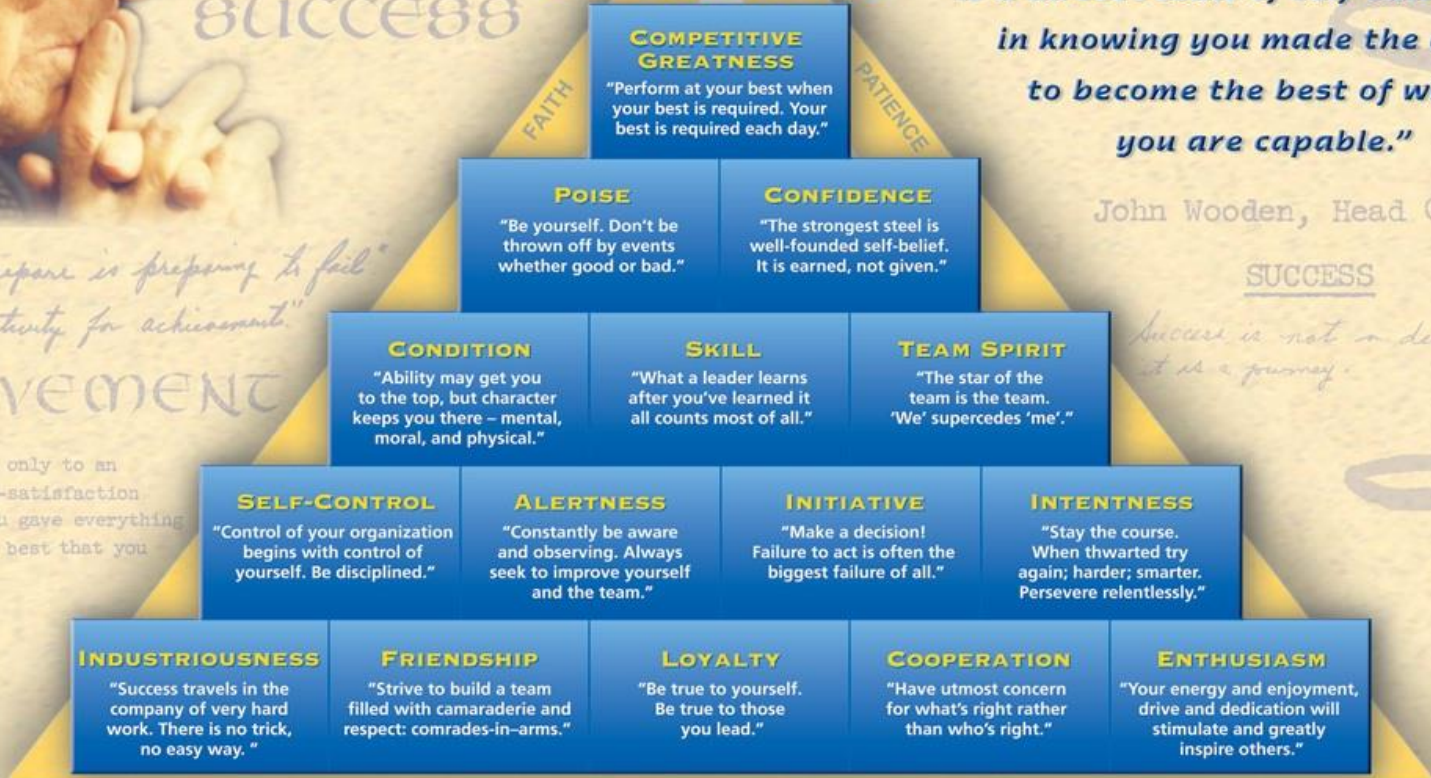 SUCCESS
in knowing you made the
to become the best of
you are capable."
John Wooden, Head
SUCCESS
Success is not a
it is a journey.
FAITH
PATIENCE
COMPETITIVE
GREATNESS
"Perform at your best when
your best is required. Your
best is required each day."
POISE
"Be yourself. Don't be
thrown off by events
whether good or bad."
CONFIDENCE
"The strongest steel is
well-founded self-belief.
It is earned, not given."
is preparing to fail"
for achievement."
VEMENT
only to an
-satisfaction
gave everything
best that you
CONDITION
"Ability may get you
to the top, but character
keeps you there – mental,
moral, and physical."
SKILL
"What a leader learns
after you've learned it
all counts most of all."
TEAM SPIRIT
"The star of the
team is the team.
'We' supercedes 'me'."
SELF-CONTROL
"Control of your organization
begins with control of
yourself. Be disciplined."
ALERTNESS
"Constantly be aware
and observing. Always
seek to improve yourself
and the team."
INITIATIVE
"Make a decision!
Failure to act is often the
biggest failure of all."
INTENTNESS
"Stay the course.
When thwarted try
again; harder; smarter.
Persevere relentlessly."
INDUSTRIOUSNESS
"Success travels in the
company of very hard
work. There is no trick,
no easy way. "
FRIENDSHIP
"Strive to build a team
filled with camaraderie and
respect: comrades-in–arms."
LOYALTY
"Be true to yourself.
Be true to those
you lead."
COOPERATION
"Have utmost concern
for what's right rather
than who's right."
ENTHUSIASM
"Your energy and enjoyment,
drive and dedication will
stimulate and greatly
inspire others."